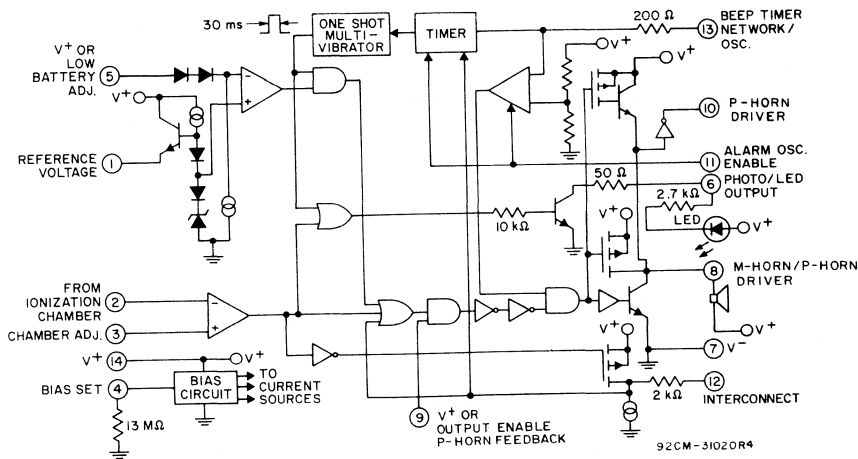 30 ms
ONE SHOT
MULTI-
VIBRATOR
TIMER
200 Ω
13
BEEP TIMER
NETWORK/
OSC.
V+ OR
LOW
BATTERY
ADJ.
5
-
+
V+
V+
V+
10
P-HORN
DRIVER
REFERENCE
VOLTAGE
1
11
ALARM OSC.
ENABLE
50 Ω
6
PHOTO/LED
OUTPUT
2.7 kΩ
10 kΩ
LED
V+
V+
FROM
IONIZATION
CHAMBER
2
-
+
CHAMBER ADJ.
3
8
M-HORN/P-HORN
DRIVER
V+
V+
7
V-
V+
14
V+
BIAS SET
4
BIAS
CIRCUIT
TO
CURRENT
SOURCES
13 MΩ
9
V+ OR
OUTPUT ENABLE
P-HORN FEEDBACK
2 kΩ
12
INTERCONNECT
92CM-31020R4